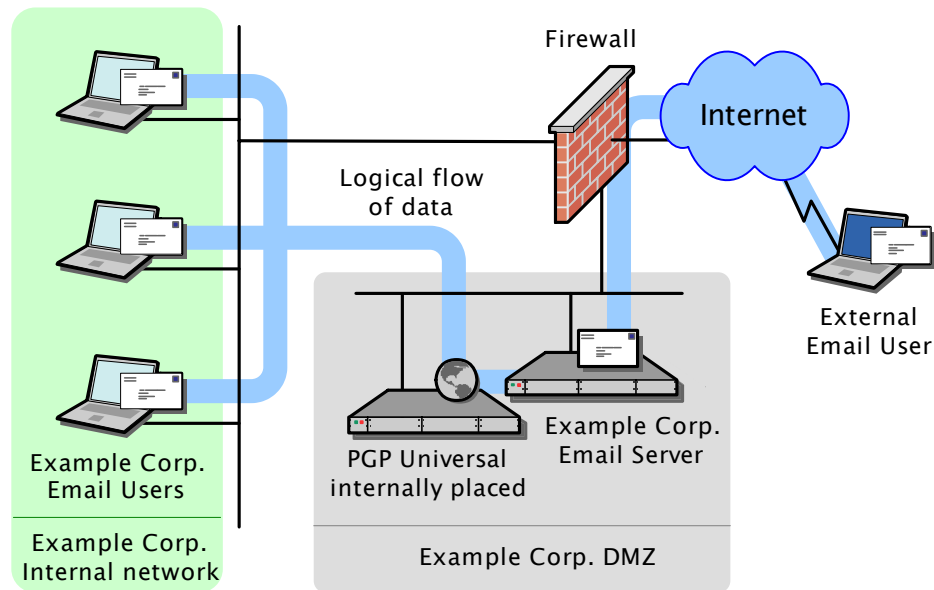 Firewall
Internet
Logical flow
of data
External
Email User
Example Corp.
Email Server
PGP Universal
internally placed
Example Corp.
Email Users
Example Corp.
Internal network
Example Corp. DMZ